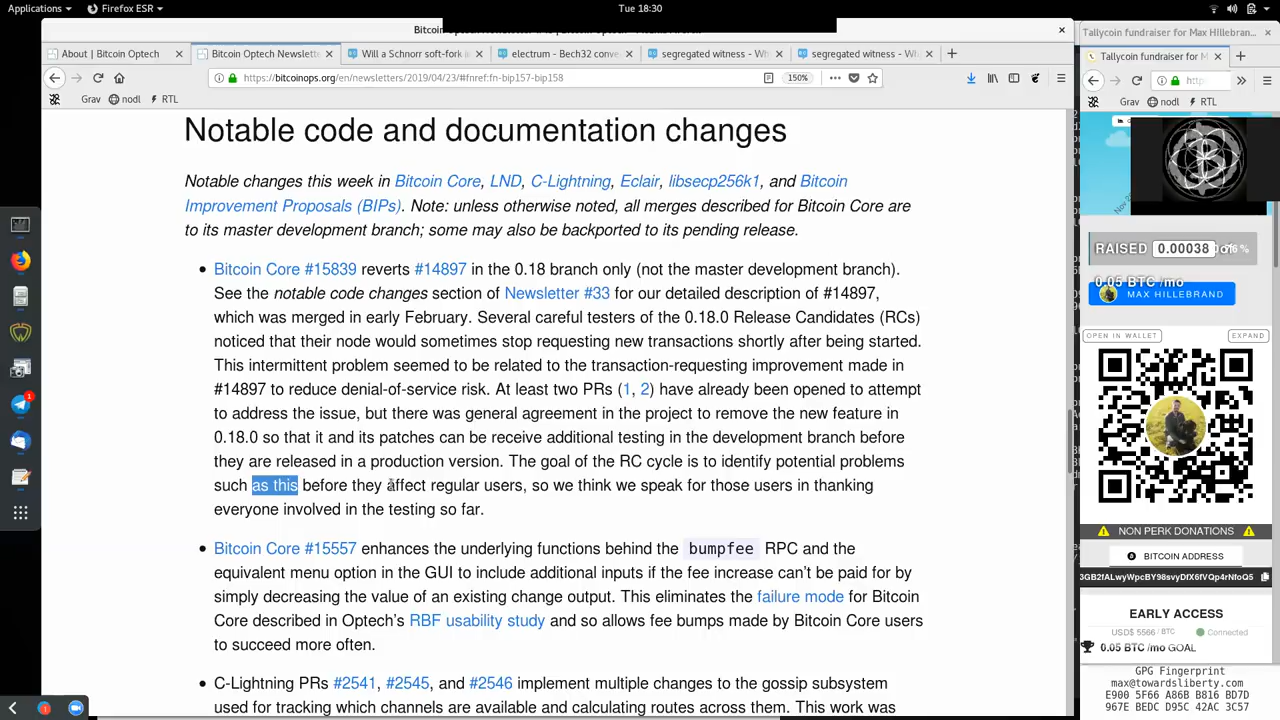 Applications
Firefox ESR
Tue 18:30
Tallycoin fundraiser for Max Hillebran...
About | Bitcoin Optech
Bitcoin Optech Newslette
Will a Schnorr soft-fork i
electrum - Bech32 conve
segregated witness - Wh
segregated witness - Wh
Tallycoin fundraiser for M
https://bitcoinops.org/en/newsletters/2019/04/23/#fnref:fn-bip157-bip158
150%
Grav
nodl
RTL
Grav
nodl
RTL
Notable code and documentation changes
Notable changes this week in Bitcoin Core, LND, C-Lightning, Eclair, libsecp256k1, and Bitcoin
Improvement Proposals (BIPs). Note: unless otherwise noted, all merges described for Bitcoin Core are
to its master development branch; some may also be backported to its pending release.
Bitcoin Core #15839 reverts #14897 in the 0.18 branch only (not the master development branch).
See the notable code changes section of Newsletter #33 for our detailed description of #14897,
which was merged in early February. Several careful testers of the 0.18.0 Release Candidates (RCs)
noticed that their node would sometimes stop requesting new transactions shortly after being started.
This intermittent problem seemed to be related to the transaction-requesting improvement made in
#14897 to reduce denial-of-service risk. At least two PRs (1, 2) have already been opened to attempt
to address the issue, but there was general agreement in the project to remove the new feature in
0.18.0 so that it and its patches can be receive additional testing in the development branch before
they are released in a production version. The goal of the RC cycle is to identify potential problems
such as this before they affect regular users, so we think we speak for those users in thanking
everyone involved in the testing so far.
Bitcoin Core #15557 enhances the underlying functions behind the bumpfee RPC and the
equivalent menu option in the GUI to include additional inputs if the fee increase can't be paid for by
simply decreasing the value of an existing change output. This eliminates the failure mode for Bitcoin
Core described in Optech's RBF usability study and so allows fee bumps made by Bitcoin Core users
to succeed more often.
C-Lightning PRs #2541, #2545, and #2546 implement multiple changes to the gossip subsystem
used for tracking which channels are available and calculating routes across them. This work was
RAISED 0.00038
0.05 BTC /mo
MAX HILLEBRAND
OPEN IN WALLET
EXPAND
NON PERK DONATIONS
BITCOIN ADDRESS
3GB2fALwyWpcBY98svyDfX6fVQp4rNfoQ5
EARLY ACCESS
USD$ 5566 / BTC
Connected
0.05 BTC /mo GOAL
GPG Fingerprint
max@towardsliberty.com
E900 5F66 A86B B816 BD7D
967E BEDC D95C 42AC 3C57